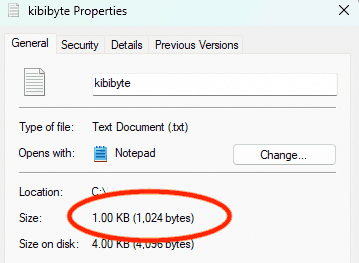 kibibyte Properties
General Security Details Previous Versions
kibibyte
Type of file: Text Document (.txt)
Opens with: Notepad Change...
Location: C:\
Size: 1.00 KB (1,024 bytes)
Size on disk: 4.00 KB (4,096 bytes)